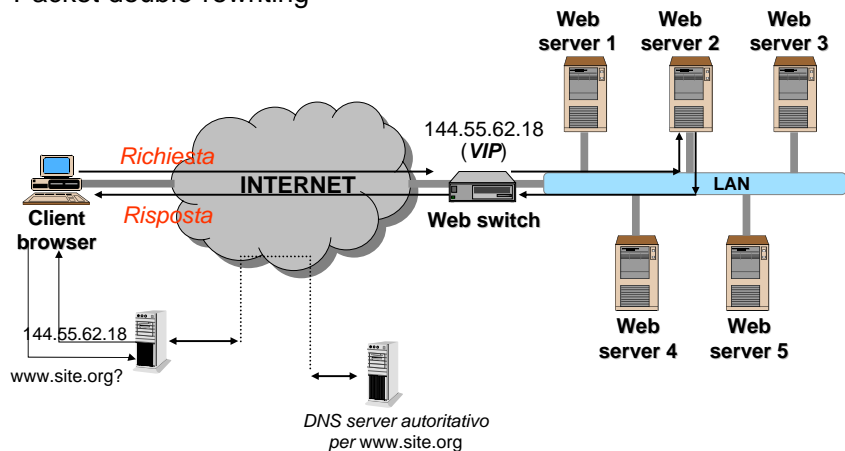 Packet double rewriting
Web
server 1
Web
server 2
Web
server 3
144.55.62.18
(VIP)
Richiesta
INTERNET
LAN
Risposta
Client
browser
Web switch
144.55.62.18
www.site.org?
Web
server 4
Web
server 5
DNS server autoritativo
per www.site.org